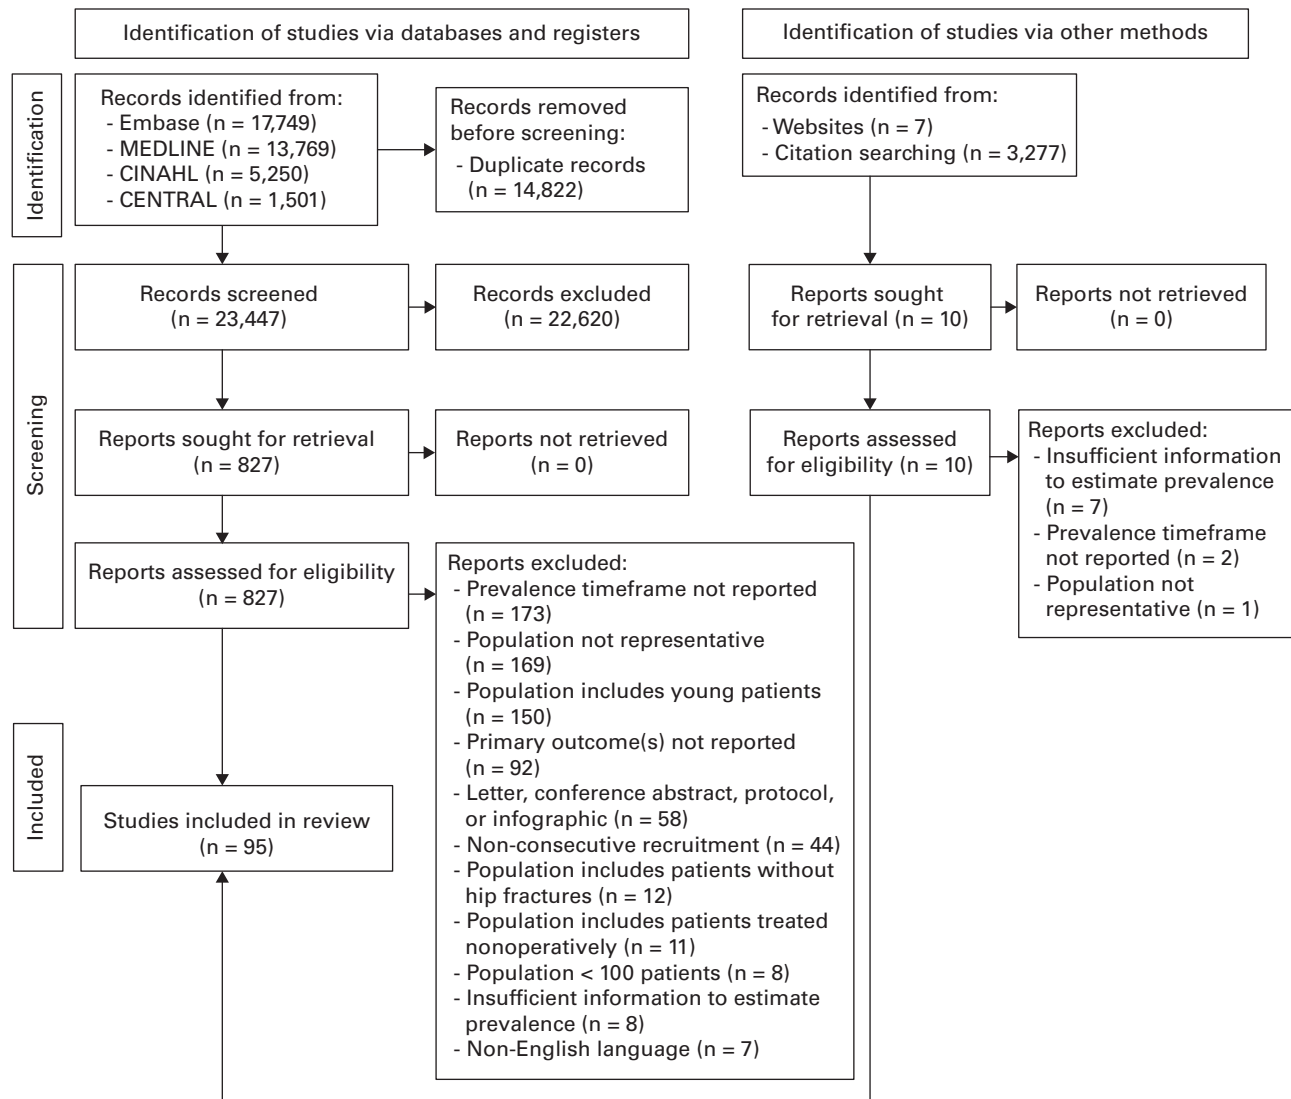 Identification of studies via databases and registers
Identification of studies via other methods
Identification
Records identified from:
- Embase (n = 17,749)
- MEDLINE (n = 13,769)
- CINAHL (n = 5,250)
- CENTRAL (n = 1,501)
Records removed
before screening:
- Duplicate records
(n = 14,822)
Records identified from:
- Websites (n = 7)
- Citation searching (n = 3,277)
Screening
Records screened
(n = 23,447)
Records excluded
(n = 22,620)
Reports sought
for retrieval (n = 10)
Reports not retrieved
(n = 0)
Reports sought for retrieval
(n = 827)
Reports not retrieved
(n = 0)
Reports assessed
for eligibility (n = 10)
Reports excluded:
- Insufficient information
to estimate prevalence
(n = 7)
- Prevalence timeframe
not reported (n = 2)
- Population not
representative (n = 1)
Reports assessed for eligibility
(n = 827)
Reports excluded:
- Prevalence timeframe not reported
(n = 173)
- Population not representative
(n = 169)
- Population includes young patients
(n = 150)
- Primary outcome(s) not reported
(n = 92)
- Letter, conference abstract, protocol,
or infographic (n = 58)
- Non-consecutive recruitment (n = 44)
- Population includes patients without
hip fractures (n = 12)
- Population includes patients treated
nonoperatively (n = 11)
- Population < 100 patients (n = 8)
- Insufficient information to estimate
prevalence (n = 8)
- Non-English language (n = 7)
Included
Studies included in review
(n = 95)